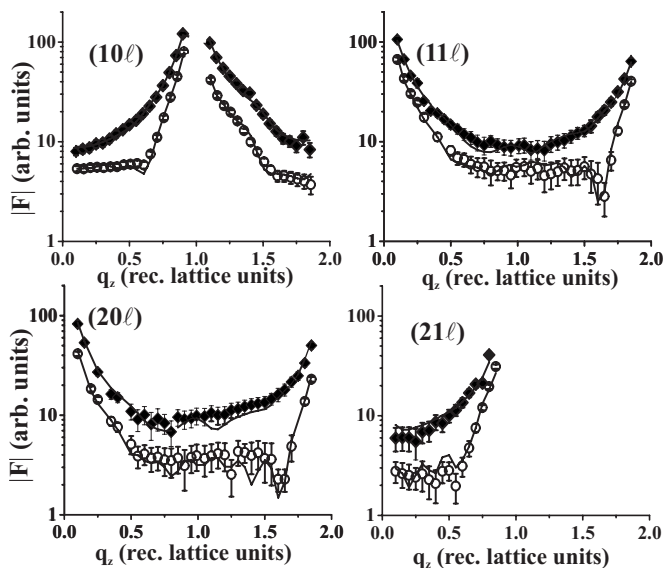 100
10
1
|F| (arb. units)
(10ℓ)
0.0 0.5 1.0 1.5 2.0
q_z (rec. lattice units)
100
10
1
(11ℓ)
0.0 0.5 1.0 1.5 2.0
q_z (rec. lattice units)
100
10
1
|F| (arb. units)
(20ℓ)
0.0 0.5 1.0 1.5 2.0
q_z (rec. lattice units)
100
10
1
(21ℓ)
0.0 0.5 1.0 1.5 2.0
q_z (rec. lattice units)